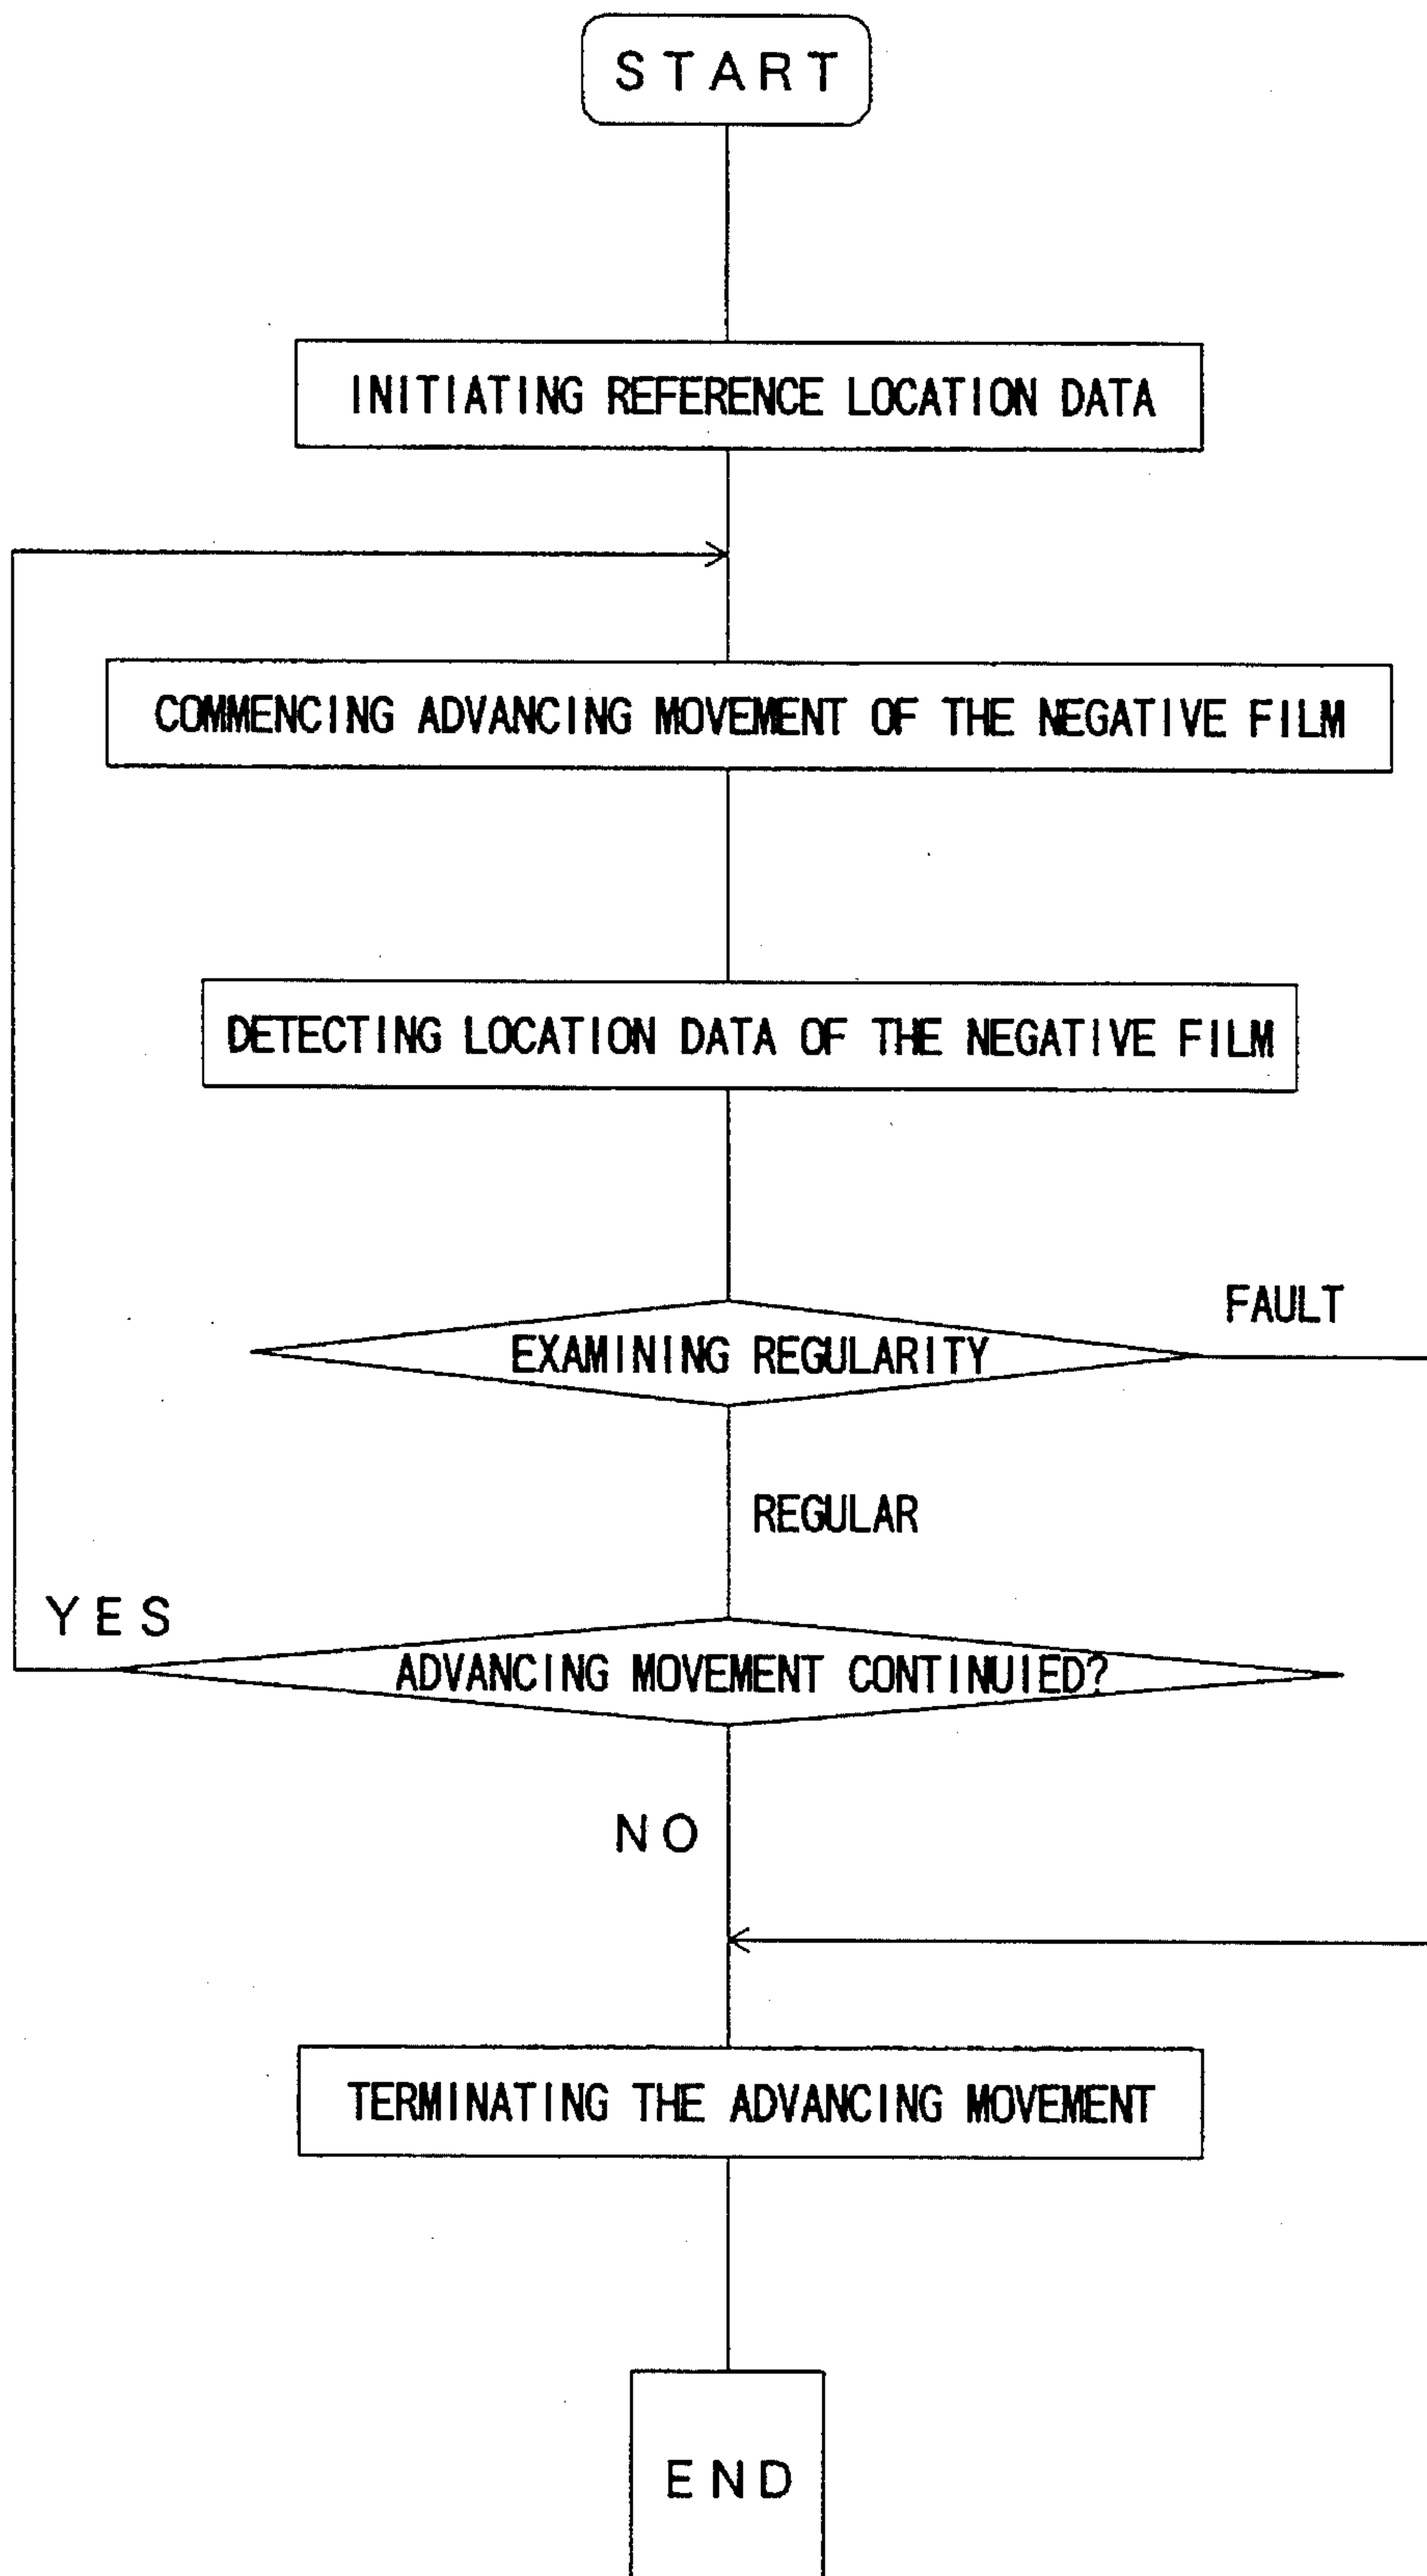 START
INITIATING REFERENCE LOCATION DATA
COMMENCING ADVANCING MOVEMENT OF THE NEGATIVE FILM
DETECTING LOCATION DATA OF THE NEGATIVE FILM
FAULT
EXAMINING REGULARITY
REGULAR
YES
ADVANCING MOVEMENT CONTINUIED?
NO
TERMINATING THE ADVANCING MOVEMENT
END